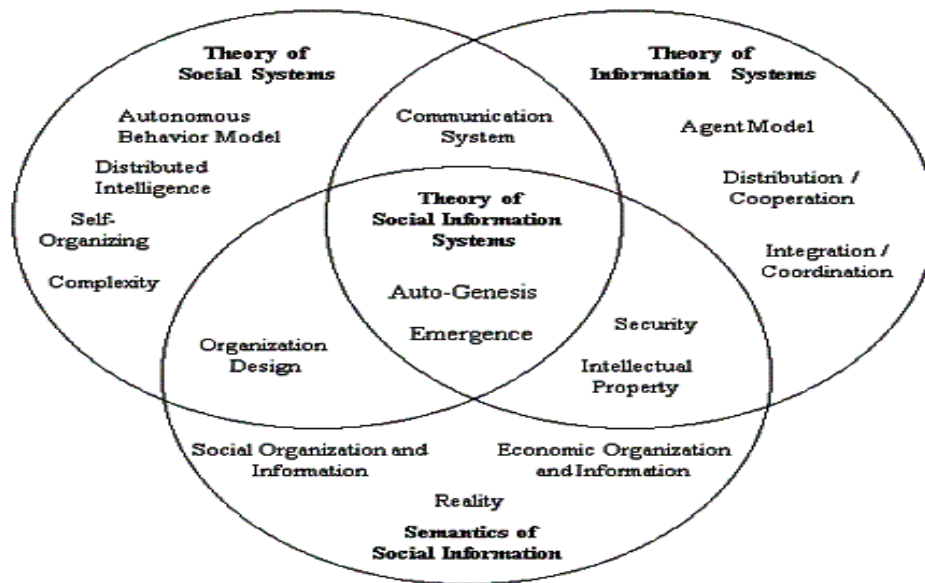 Theory of
Social Systems
Autonomous
Behavior Model
Distributed
Intelligence
Self-
Organizing
Complexity
Communication
System
Theory of
Information Systems
Agent Model
Distribution /
Cooperation
Integration /
Coordination
Theory of
Social Information
Systems
Auto-Genesis
Emergence
Organization
Design
Security
Intellectual
Property
Social Organization and
Information
Economic Organization
and Information
Reality
Semantics of
Social Information